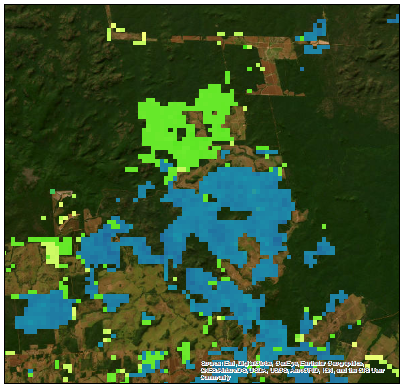 Source: Esri, DigitalGlobe, GeoEye, Earthstar Geographics,
CNES/Airbus DS, USDA, USGS, AeroGRID, IGN, and the GIS User
Community